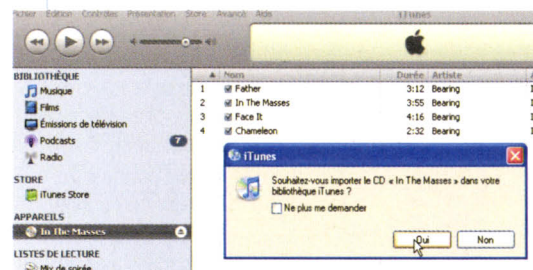 Fichier Édition Contrôles Présentation Store Avancé Aide
iTunes
BIBLIOTHÈQUE
Musique
Films
Émissions de télévision
Podcasts 7
Radio
STORE
iTunes Store
APPAREILS
In The Masses
LISTES DE LECTURE
Mix de soirée
Nom Durée Artiste
1 Father 3:12 Bearing
2 In The Masses 3:55 Bearing
3 Face It 4:16 Bearing
4 Chameleon 2:32 Bearing
iTunes
Souhaitez-vous importer le CD « In The Masses » dans votre
bibliothèque iTunes ?
Ne plus me demander
Oui Non